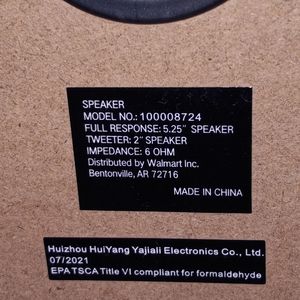 SPEAKER
MODEL NO.: 100008724
FULL RESPONSE: 5.25" SPEAKER
TWEETER: 2" SPEAKER
IMPEDANCE: 6 OHM
Distributed by Walmart Inc.
Bentonville, AR 72716
MADE IN CHINA
Huizhou HuiYang Yajiali Electronics Co., Ltd.
07/2021
EPA TSCA Title VI compliant for formaldehyde